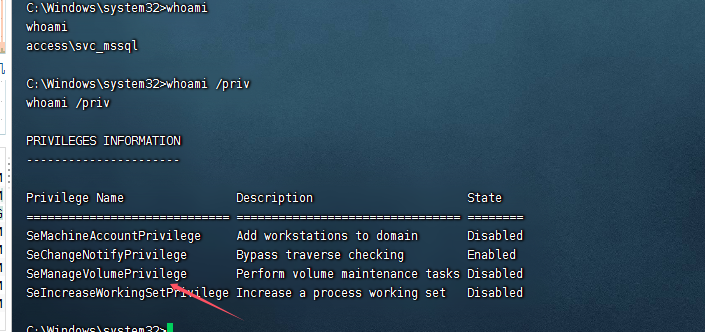 C:\Windows\system32>whoami
whoami
access\svc_mssql
C:\Windows\system32>whoami /priv
whoami /priv
PRIVILEGES INFORMATION
----------------------
Privilege Name                Description                      State
============================= ================================ ========
SeMachineAccountPrivilege     Add workstations to domain       Disabled
SeChangeNotifyPrivilege       Bypass traverse checking         Enabled
SeManageVolumePrivilege       Perform volume maintenance tasks Disabled
SeIncreaseWorkingSetPrivilege Increase a process working set   Disabled
C:\Windows\system32>